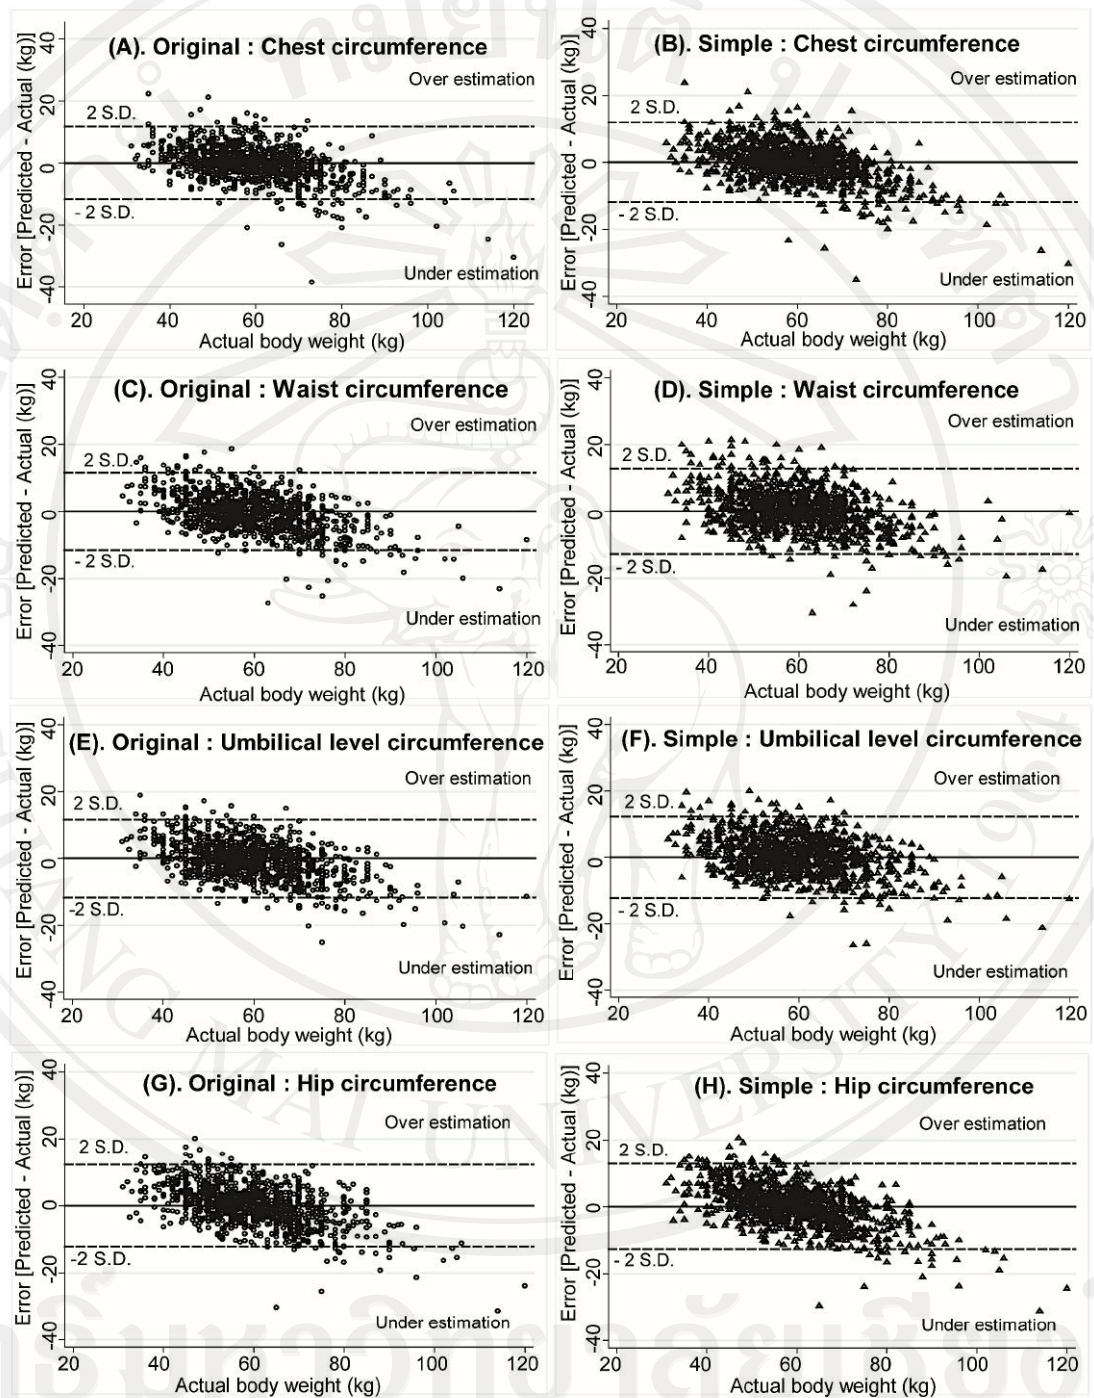 (A). Original : Chest circumference
Over estimation
2 S.D.
- 2 S.D.
Under estimation
Error [Predicted - Actual (kg)]
40
20
0
-20
-40
20 40 60 80 100 120
Actual body weight (kg)
(B). Simple : Chest circumference
Over estimation
2 S.D.
- 2 S.D.
Under estimation
Error [Predicted - Actual (kg)]
40
20
0
-20
-40
20 40 60 80 100 120
Actual body weight (kg)
(C). Original : Waist circumference
Over estimation
2 S.D.
- 2 S.D.
Under estimation
Error [Predicted - Actual (kg)]
40
20
0
-20
-40
20 40 60 80 100 120
Actual body weight (kg)
(D). Simple : Waist circumference
Over estimation
2 S.D.
- 2 S.D.
Under estimation
Error [Predicted - Actual (kg)]
40
20
0
-20
-40
20 40 60 80 100 120
Actual body weight (kg)
(E). Original : Umbilical level circumference
Over estimation
2 S.D.
-2 S.D.
Under estimation
Error [Predicted - Actual (kg)]
40
20
0
-20
-40
20 40 60 80 100 120
Actual body weight (kg)
(F). Simple : Umbilical level circumference
Over estimation
2 S.D.
- 2 S.D.
Under estimation
Error [Predicted - Actual (kg)]
40
20
0
-20
-40
20 40 60 80 100 120
Actual body weight (kg)
(G). Original : Hip circumference
Over estimation
2 S.D.
-2 S.D.
Under estimation
Error [Predicted - Actual (kg)]
40
20
0
-20
-40
20 40 60 80 100 120
Actual body weight (kg)
(H). Simple : Hip circumference
Over estimation
2 S.D.
- 2 S.D.
Under estimation
Error [Predicted - Actual (kg)]
40
20
0
-20
-40
20 40 60 80 100 120
Actual body weight (kg)
MAI UNIVERSITY 1964